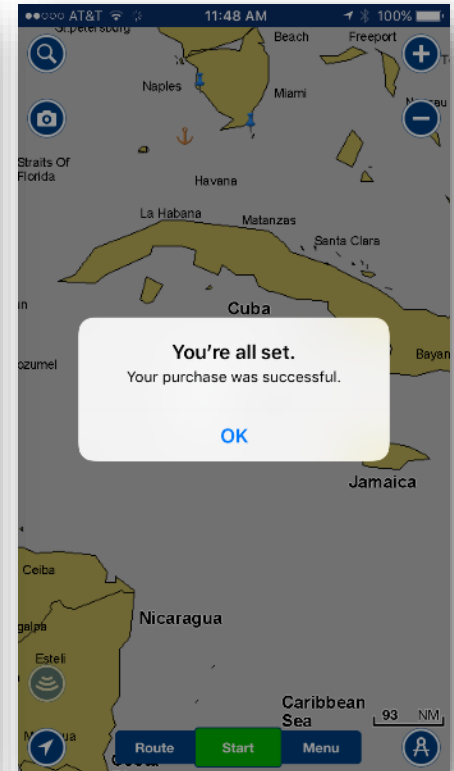 AT&T 11:48 AM 100%
St.petersburg
Beach Freeport
Naples
Miami
Straits Of
Florida
Havana
La Habana
Matanzas
Santa Clara
Cuba
You're all set.
Your purchase was successful.
OK
Bayan
ozumel
Jamaica
Ceiba
Nicaragua
galpa
Esteli
Caribbean
Sea
93 NM
Route Start Menu